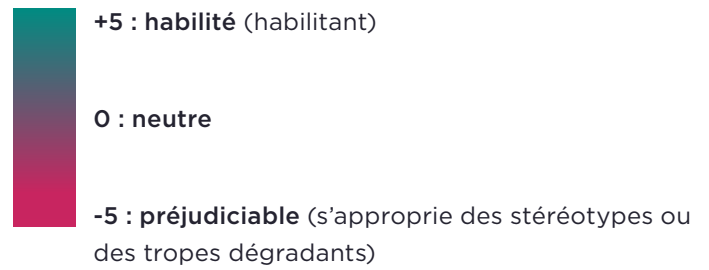 +5 : habilité (habilitant)
0 : neutre
-5 : préjudiciable (s’approprie des stéréotypes ou
des tropes dégradants)